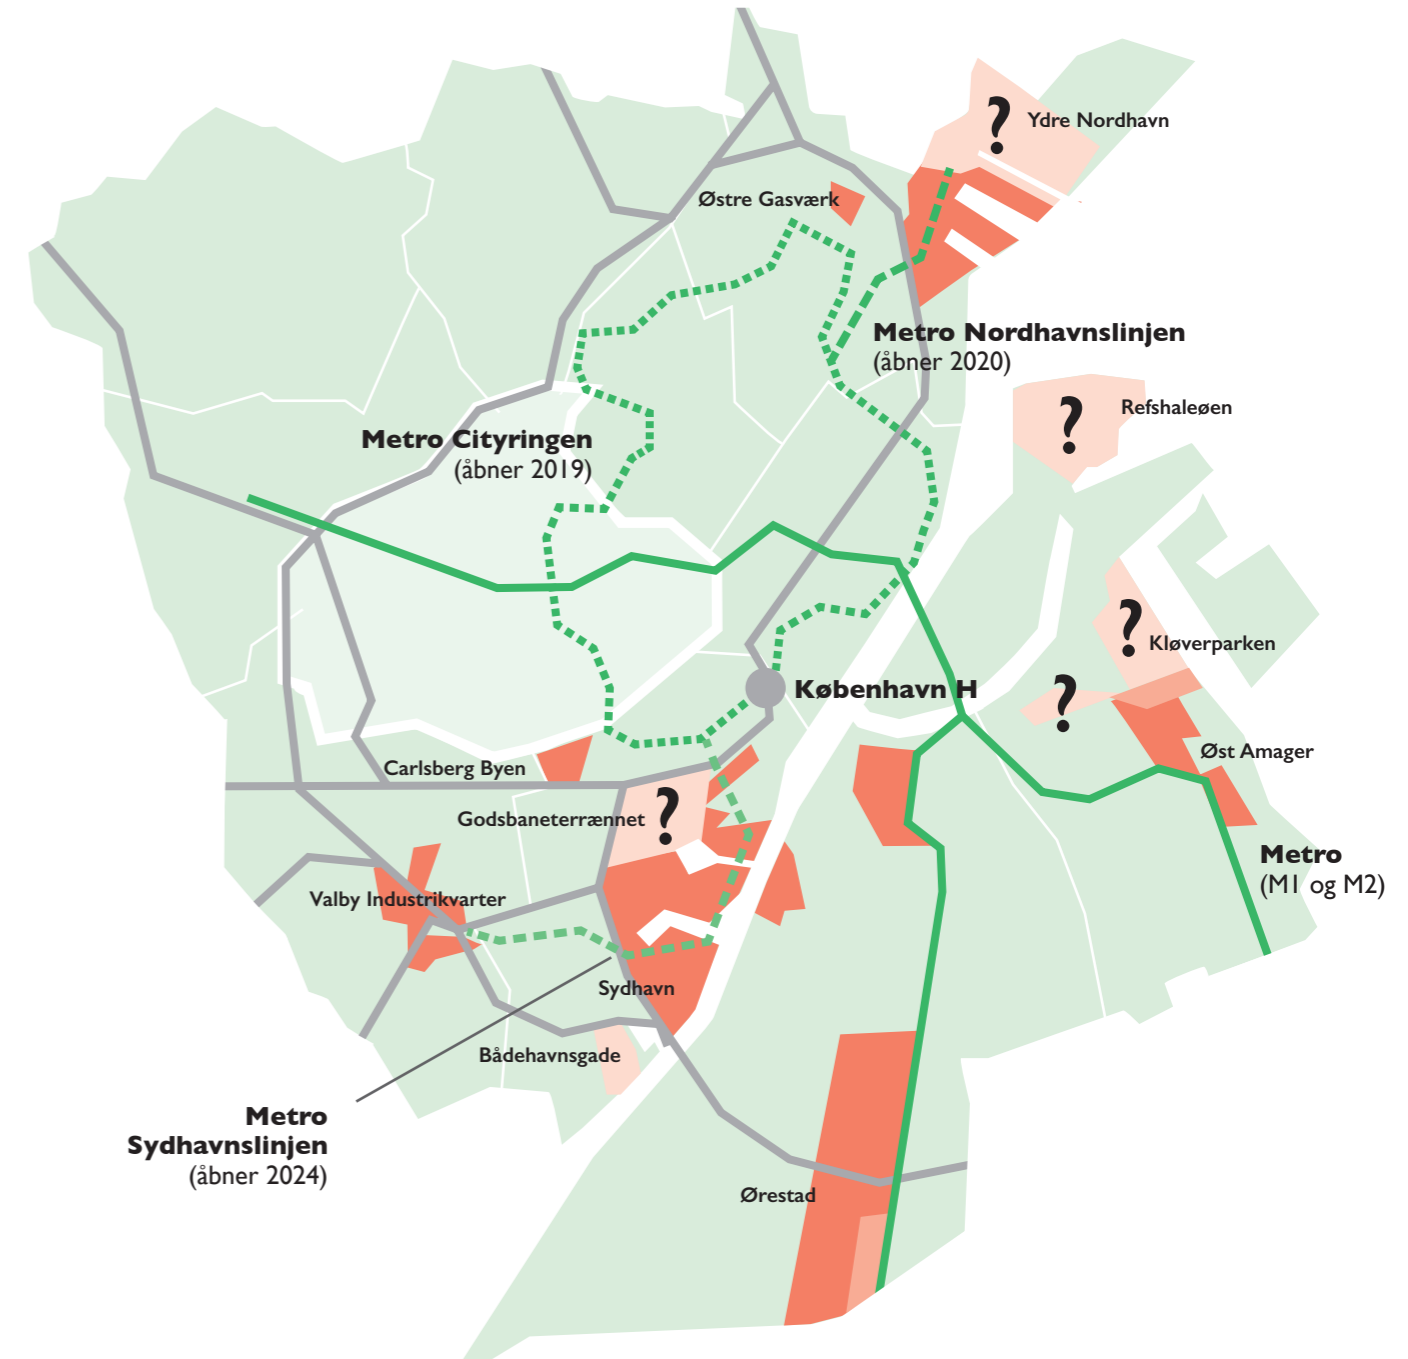 ?
Ydre Nordhavn
Østre Gasværk
Metro Nordhavnslinjen
(åbner 2020)
?
Refshaleøen
Metro Cityringen
(åbner 2019)
?
Kløverparken
København H
?
Øst Amager
Carlsberg Byen
?
Godsbaneterrænnet
Metro
(M1 og M2)
Valby Industrikvarter
Sydhavn
Bådehavnsgade
Metro
Sydhavnslinjen
(åbner 2024)
Ørestad